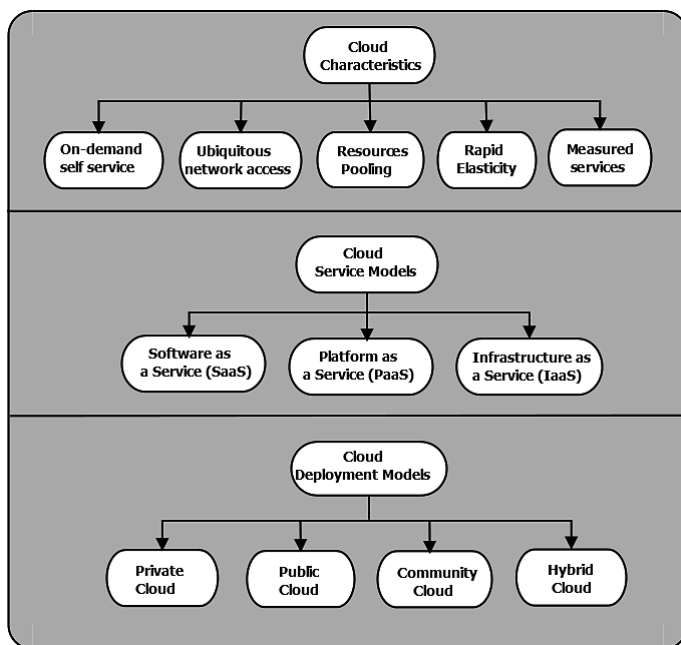 Cloud
Characteristics
On-demand
self service
Ubiquitous
network access
Resources
Pooling
Rapid
Elasticity
Measured
services
Cloud
Service Models
Software as
a Service (SaaS)
Platform as
a Service (PaaS)
Infrastructure as
a Service (IaaS)
Cloud
Deployment Models
Private
Cloud
Public
Cloud
Community
Cloud
Hybrid
Cloud